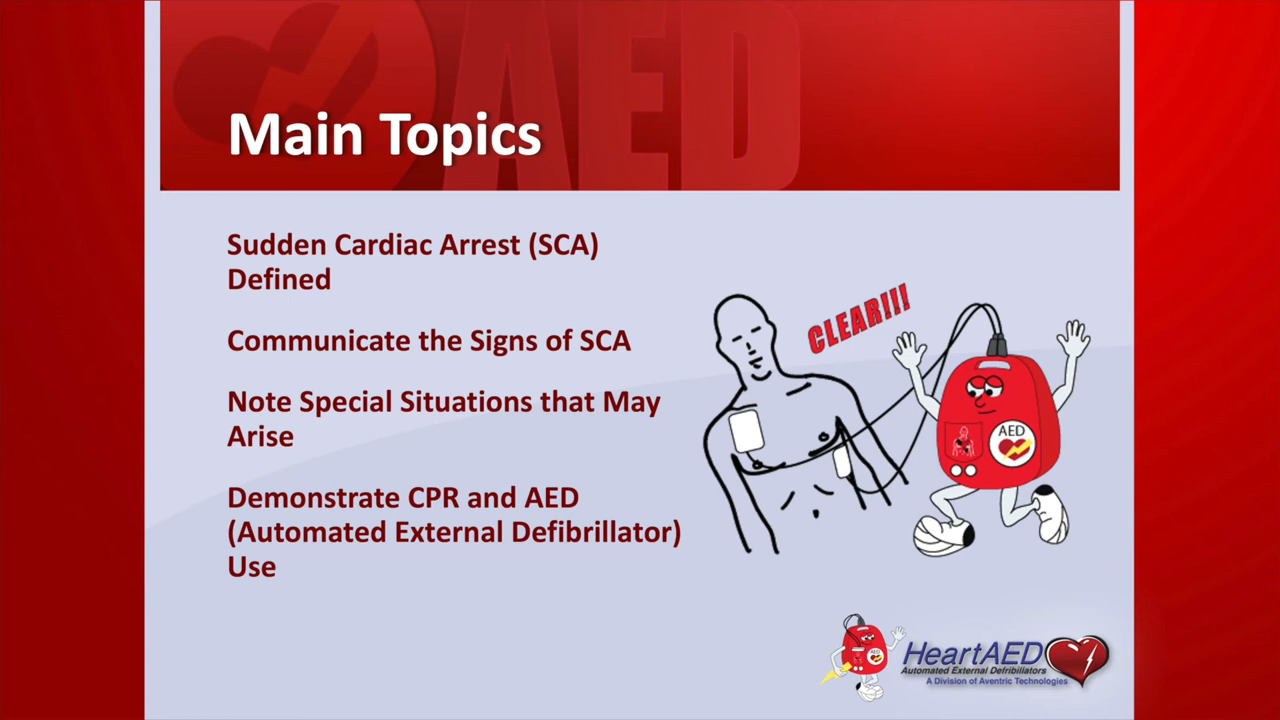 AED
Main Topics
Sudden Cardiac Arrest (SCA)
Defined
Communicate the Signs of SCA
Note Special Situations that May
Arise
Demonstrate CPR and AED
(Automated External Defibrillator)
Use
CLEAR!!!
AED
AED
HeartAED
Automated External Defibrillators
A Division of Aventric Technologies